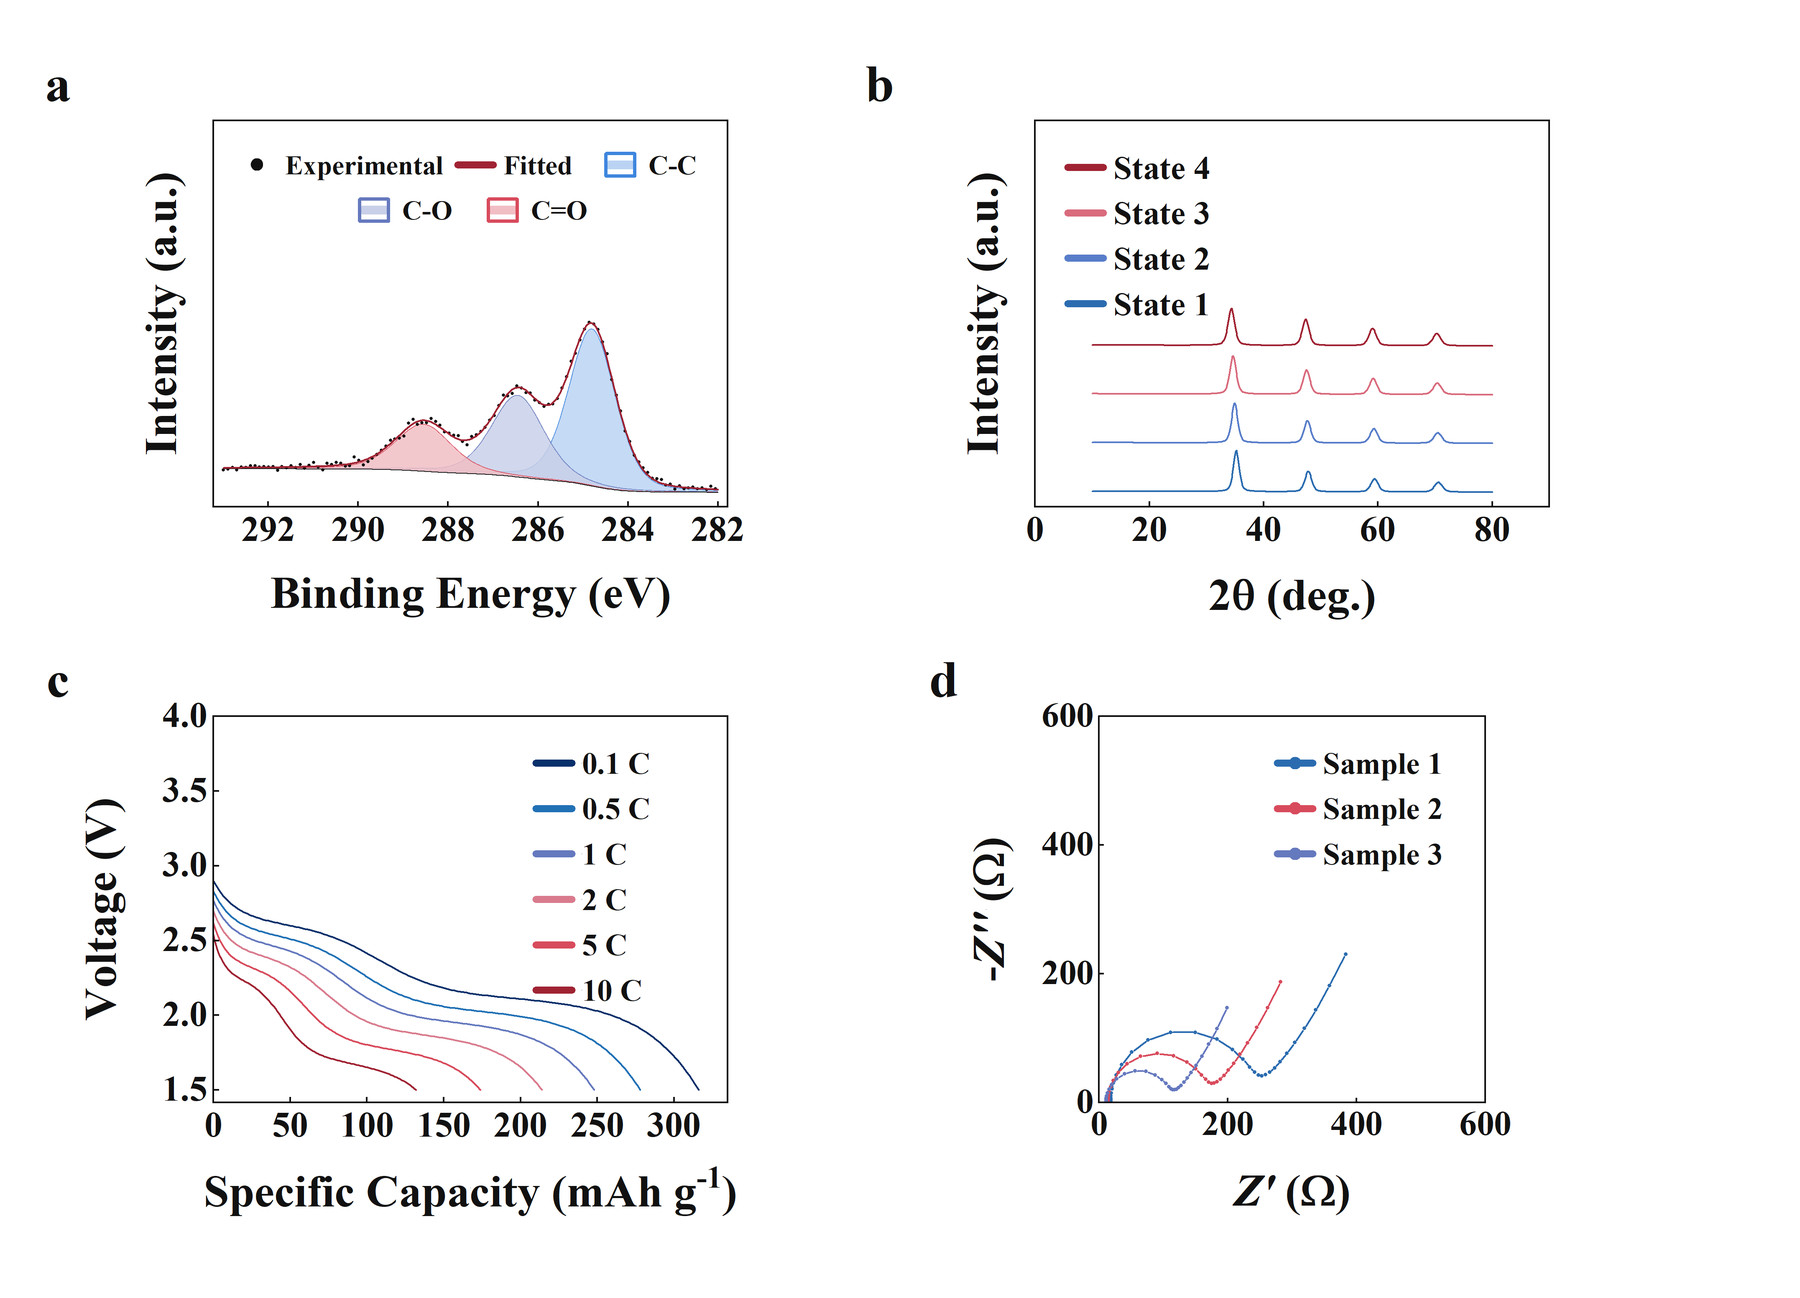 a
Experimental Fitted C-C
C-O C=O
Intensity (a.u.)
292 290 288 286 284 282
Binding Energy (eV)
b
State 4
State 3
State 2
State 1
Intensity (a.u.)
0 20 40 60 80
2θ (deg.)
c
4.0
3.5
3.0
2.5
2.0
1.5
Voltage (V)
0.1 C
0.5 C
1 C
2 C
5 C
10 C
0 50 100 150 200 250 300
Specific Capacity (mAh g⁻¹)
d
600
400
200
0
-Z'' (Ω)
Sample 1
Sample 2
Sample 3
0 200 400 600
Z' (Ω)